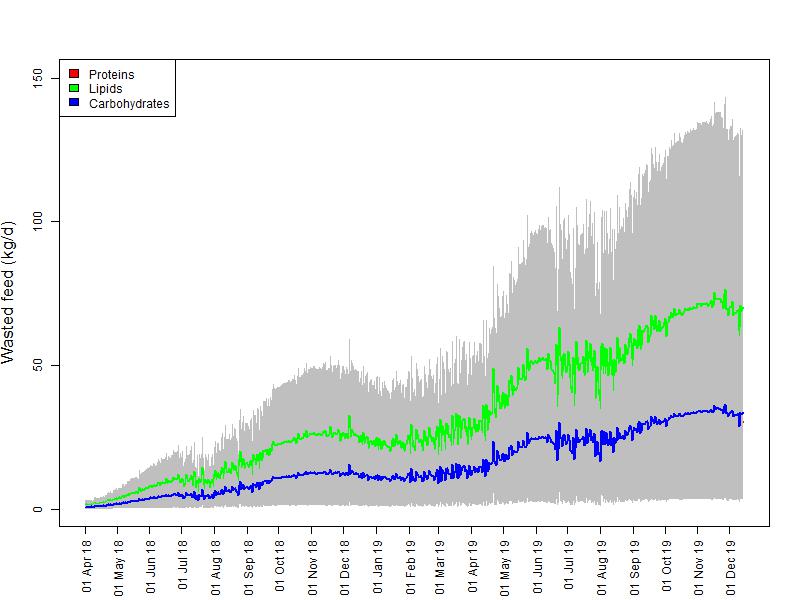 Proteins
Lipids
Carbohydrates
Wasted feed (kg/d)
150
100
50
0
01 Apr 18
01 May 18
01 Jun 18
01 Jul 18
01 Aug 18
01 Sep 18
01 Oct 18
01 Nov 18
01 Dec 18
01 Jan 19
01 Feb 19
01 Mar 19
01 Apr 19
01 May 19
01 Jun 19
01 Jul 19
01 Aug 19
01 Sep 19
01 Oct 19
01 Nov 19
01 Dec 19